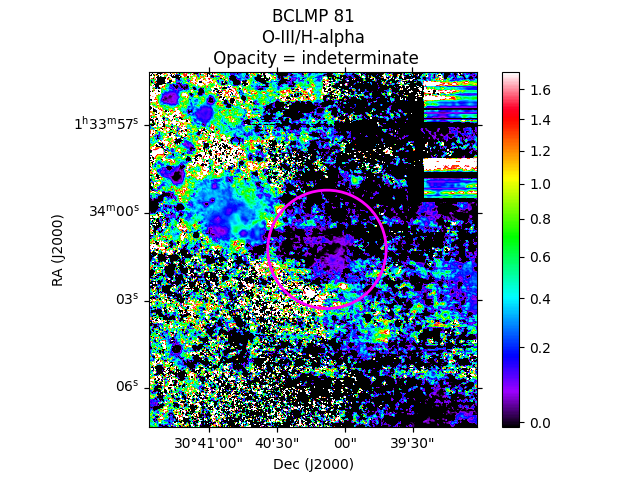 BCLMP 81
O-III/H-alpha
Opacity = indeterminate
1ʰ33ᵐ57ˢ
34ᵐ00ˢ
03ˢ
06ˢ
RA (J2000)
30°41'00" 40'30" 00" 39'30"
Dec (J2000)
1.6
1.4
1.2
1.0
0.8
0.6
0.4
0.2
0.0